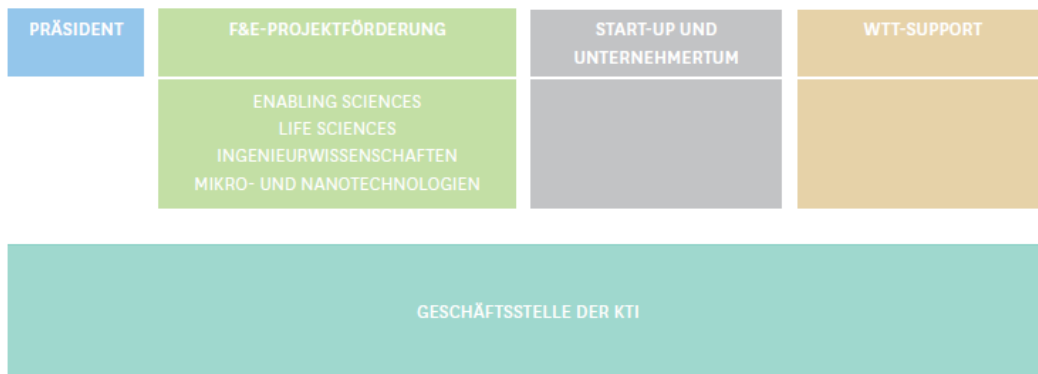 PRÄSIDENT
F&E-PROJEKTFÖRDERUNG
START-UP UND
UNTERNEHMERTUM
WTT-SUPPORT
ENABLING SCIENCES
LIFE SCIENCES
INGENIEURWISSENSCHAFTEN
MIKRO- UND NANOTECHNOLOGIEN
GESCHÄFTSSTELLE DER KTI